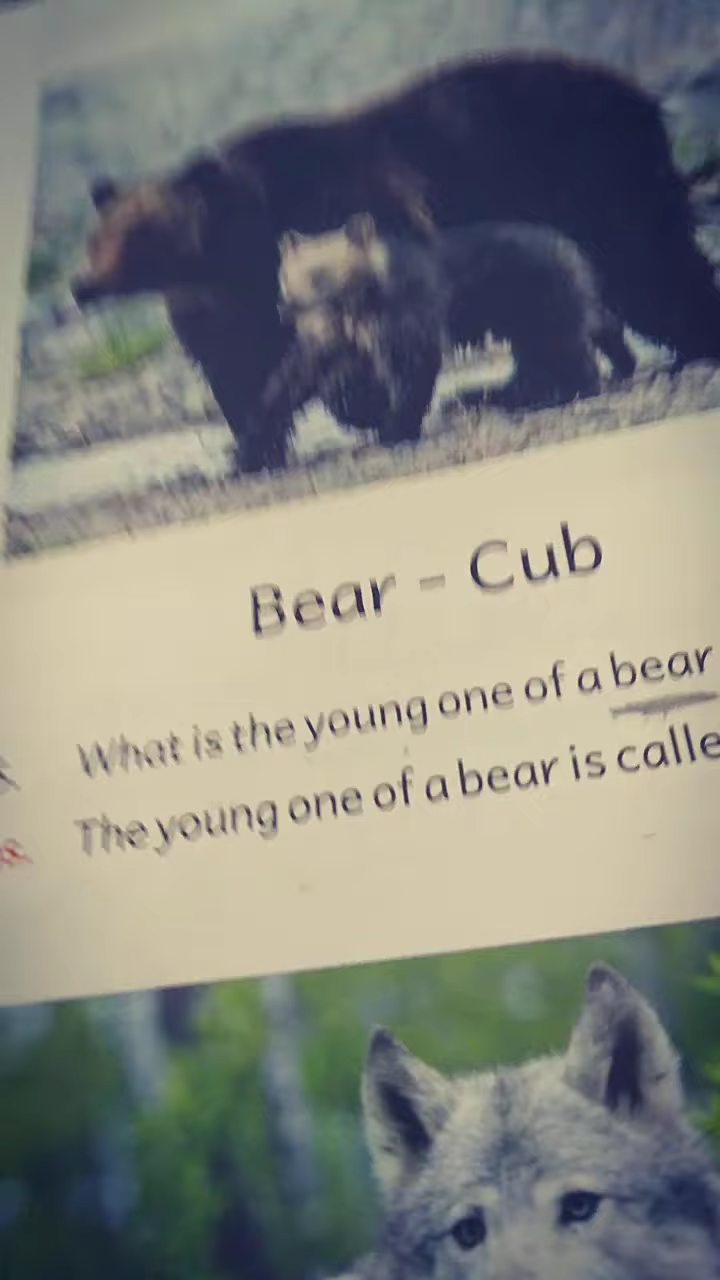 Bear - Cub
What is the young one of a bear
The young one of a bear is calle